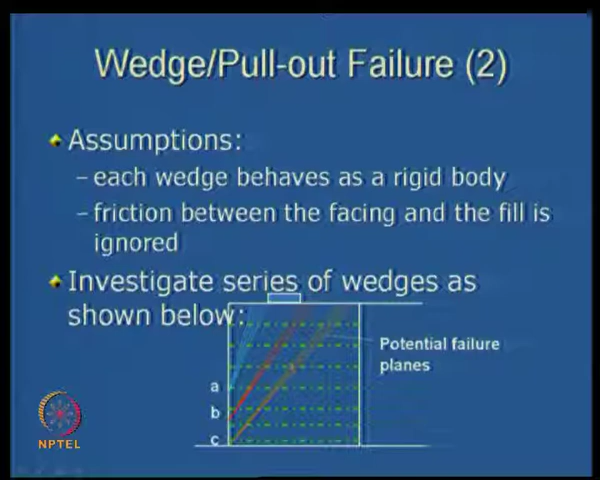 Wedge/Pull-out Failure (2)
Assumptions:
– each wedge behaves as a rigid body
– friction between the facing and the fill is
ignored
Investigate series of wedges as
shown below:
Potential failure
planes
a
b
c
NPTEL